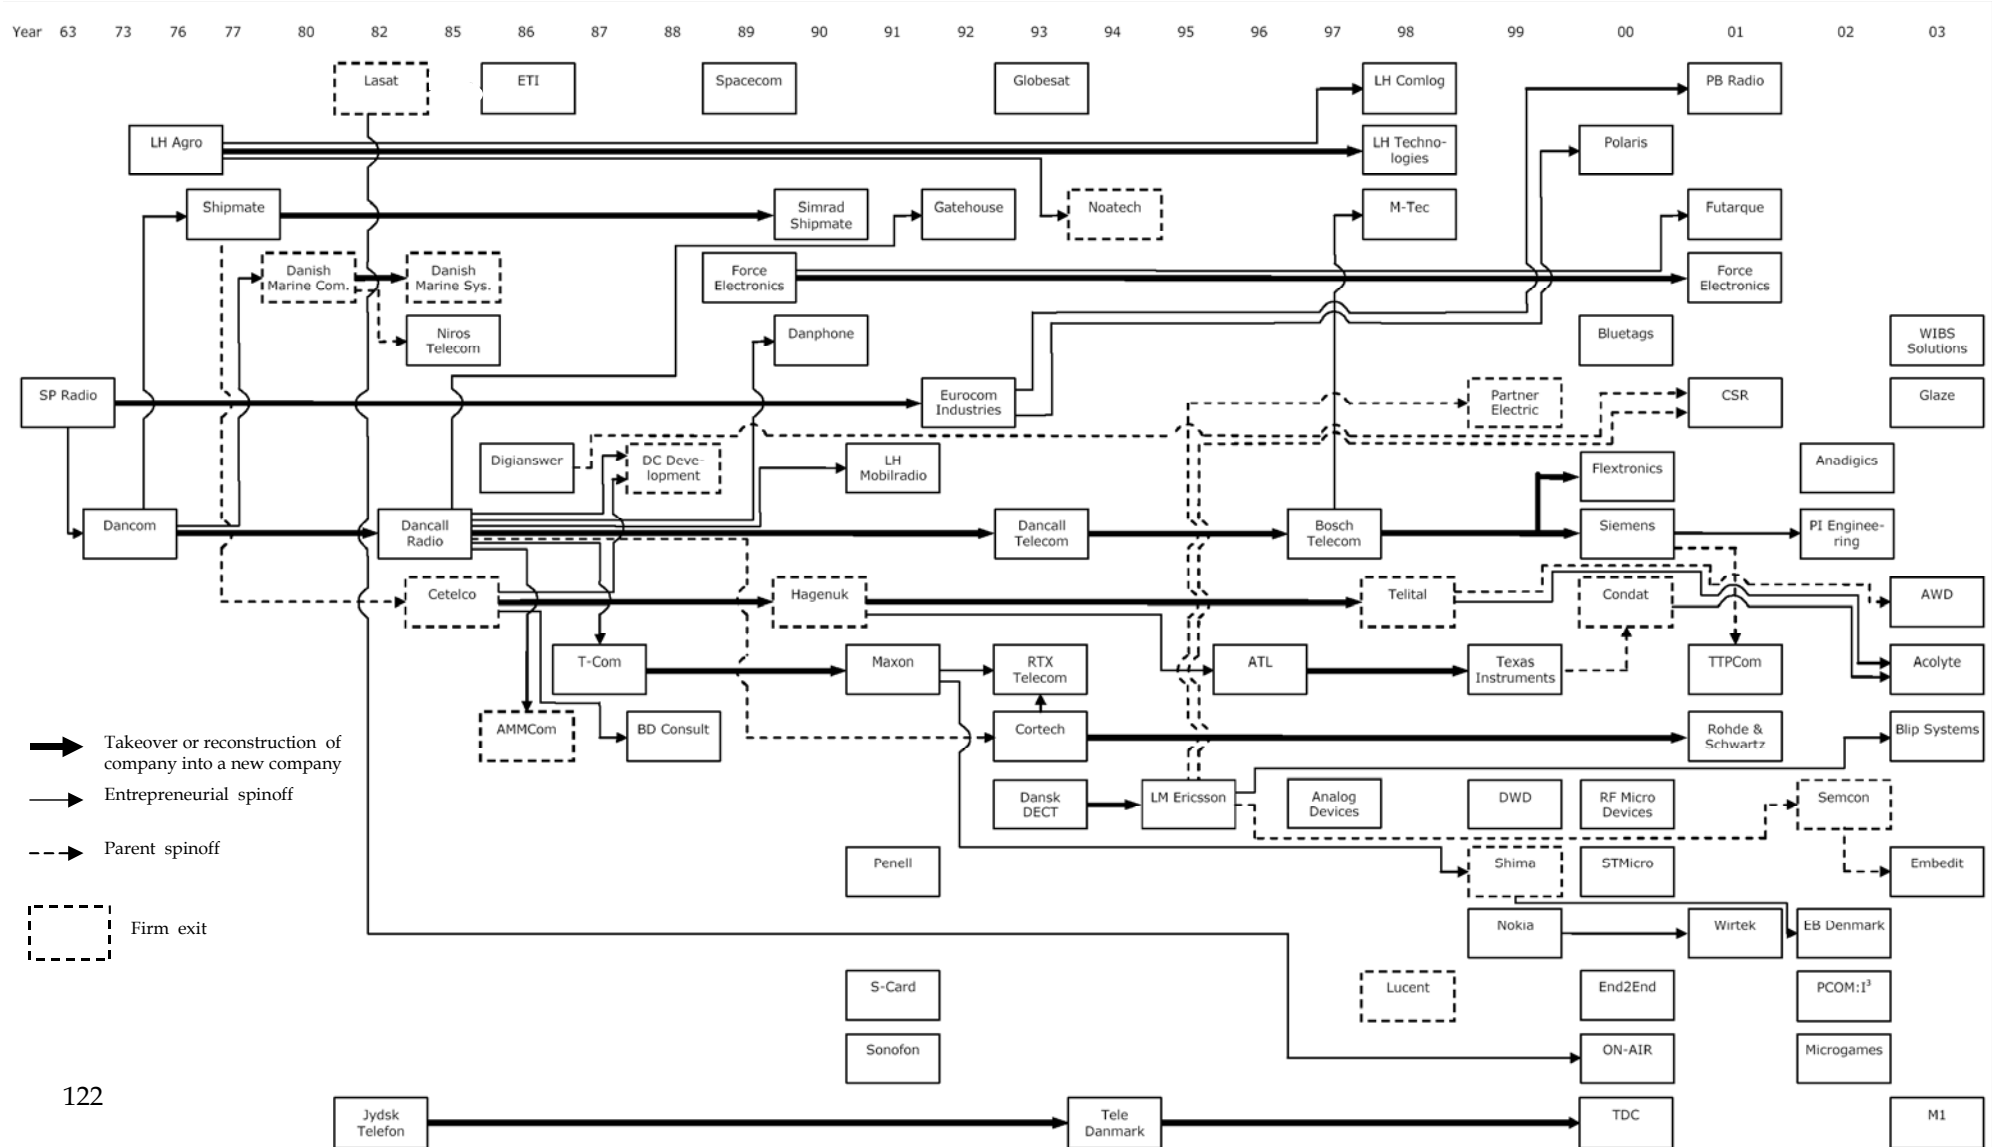 Year 63 73 76 77 80 82 85 86 87 88 89 90 91 92 93 94 95 96 97 98 99 00 01 02 03
Lasat
ETI
Spacecom
Globesat
LH Comlog
PB Radio
LH Agro
LH Techno-
logies
Polaris
Shipmate
Simrad
Shipmate
Gatehouse
Noatech
M-Tec
Futarque
Danish
Marine Com.
Danish
Marine Sys.
Force
Electronics
Force
Electronics
Niros
Telecom
Danphone
Bluetags
WIBS
Solutions
SP Radio
Eurocom
Industries
Partner
Electric
CSR
Glaze
Digianswer
DC Deve-
lopment
LH
Mobilradio
Flextronics
Anadigics
Dancom
Dancall
Radio
Dancall
Telecom
Bosch
Telecom
Siemens
PI Enginee-
ring
Cetelco
Hagenuk
Telital
Condat
AWD
T-Com
Maxon
RTX
Telecom
ATL
Texas
Instruments
TTPCom
Acolyte
AMMCom
BD Consult
Cortech
Rohde &
Schwartz
Blip Systems
Dansk
DECT
LM Ericsson
Analog
Devices
DWD
RF Micro
Devices
Semcon
Penell
Shima
STMicro
Embedit
Nokia
Wirtek
EB Denmark
S-Card
Lucent
End2End
PCOM:I³
Sonofon
ON-AIR
Microgames
Jydsk
Telefon
Tele
Danmark
TDC
M1
Takeover or reconstruction of
company into a new company
Entrepreneurial spinoff
Parent spinoff
Firm exit
122